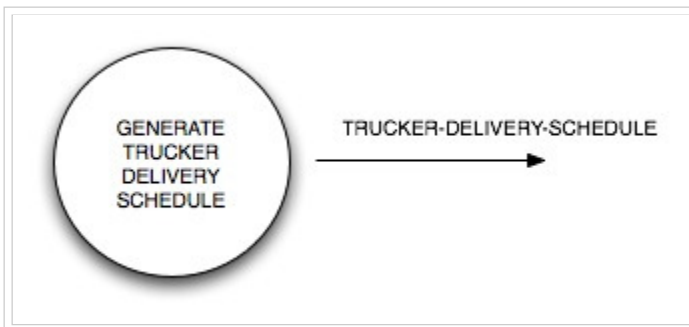 GENERATE
TRUCKER
DELIVERY
SCHEDULE
TRUCKER-DELIVERY-SCHEDULE